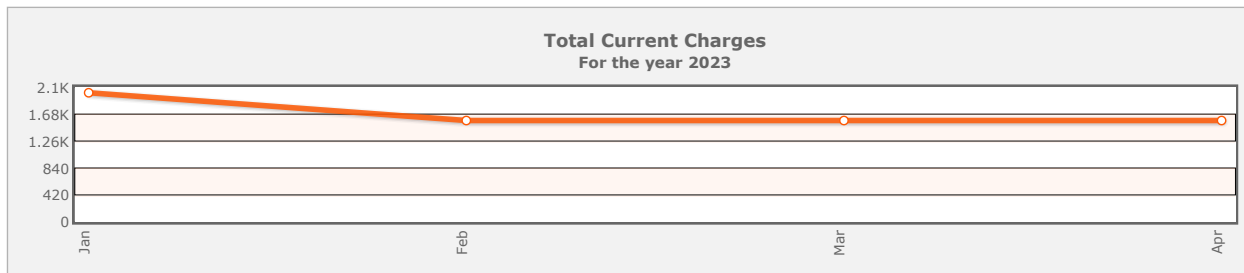 Total Current Charges
For the year 2023
2.1K
1.68K
1.26K
840
420
0
Jan
Feb
Mar
Apr